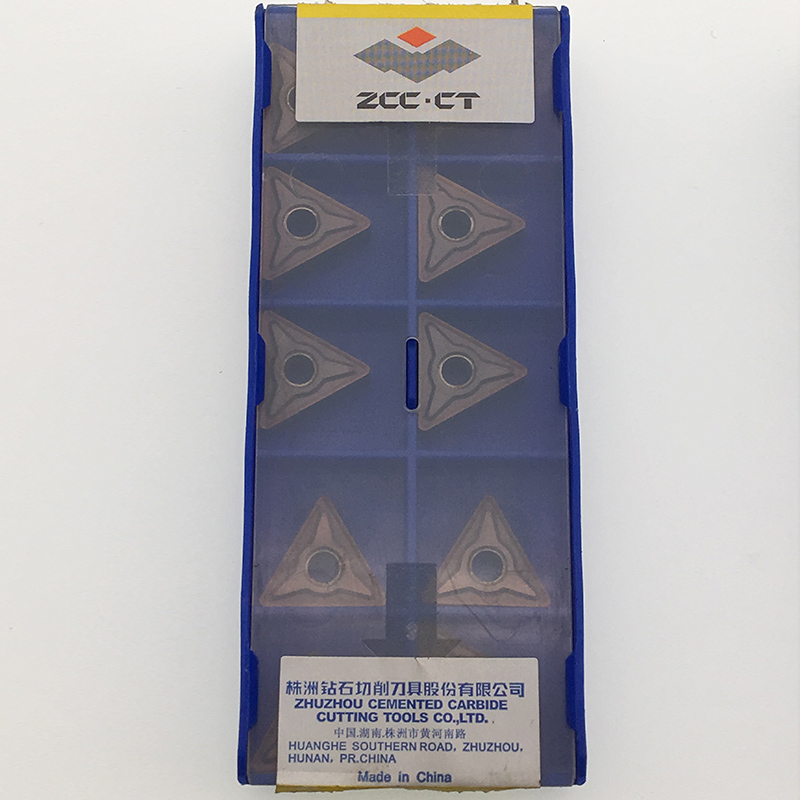 ZCC·CT
株洲钻石切削刀具股份有限公司
ZHUZHOU CEMENTED CARBIDE
CUTTING TOOLS CO.,LTD.
中国.湖南.株洲市黄河南路
HUANGHE SOUTHERN ROAD, ZHUZHOU,
HUNAN, PR.CHINA
Made in China